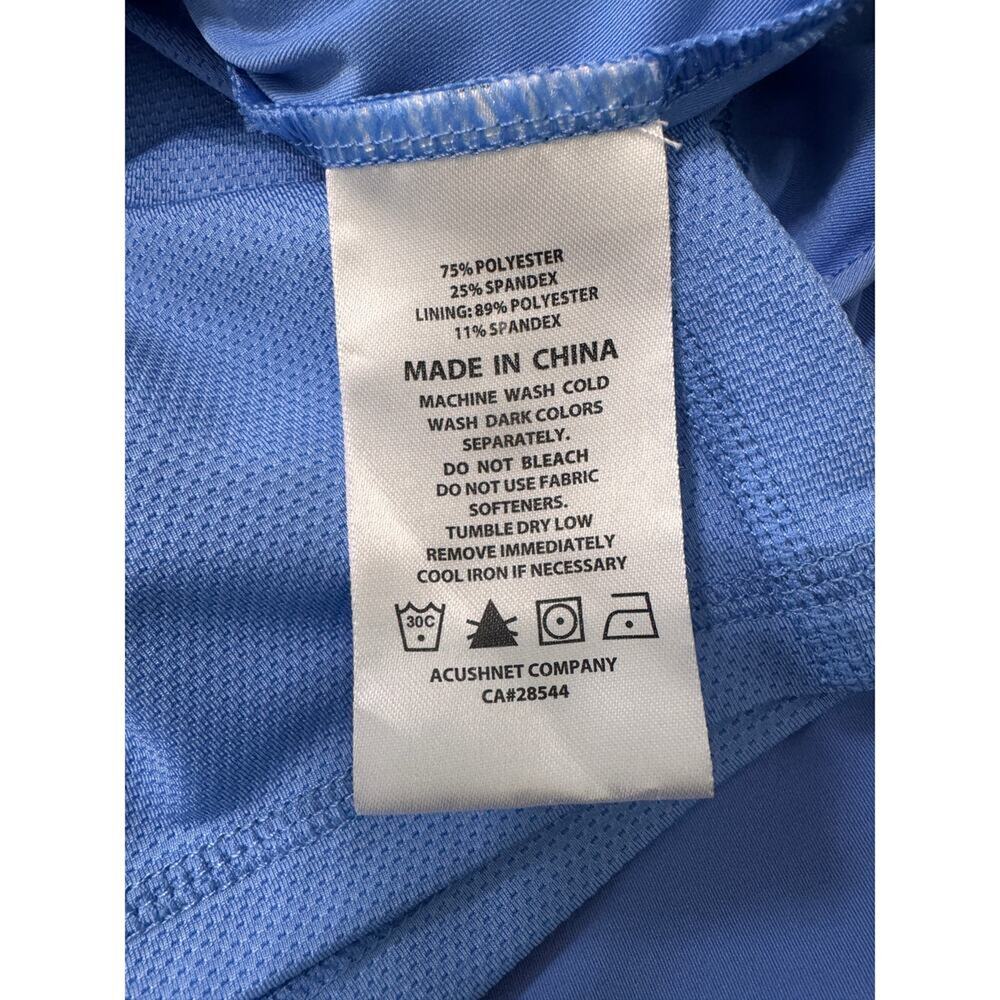 75% POLYESTER
25% SPANDEX
LINING: 89% POLYESTER
11% SPANDEX
MADE IN CHINA
MACHINE WASH COLD
WASH DARK COLORS
SEPARATELY.
DO NOT BLEACH
DO NOT USE FABRIC
SOFTENERS.
TUMBLE DRY LOW
REMOVE IMMEDIATELY
COOL IRON IF NECESSARY
30C
ACUSHNET COMPANY
CA#28544